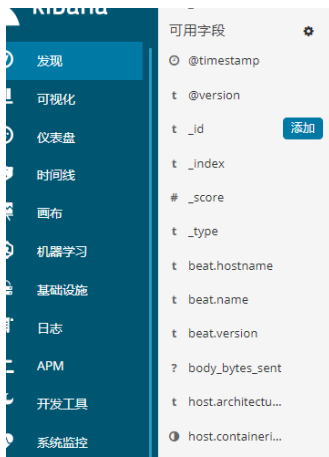 kibana
发现
可视化
仪表盘
时间线
画布
机器学习
基础设施
日志
APM
开发工具
系统监控
可用字段
@timestamp
t @version
t _id 添加
t _index
# _score
t _type
t beat.hostname
t beat.name
t beat.version
? body_bytes_sent
t host.architectu...
host.containeri...